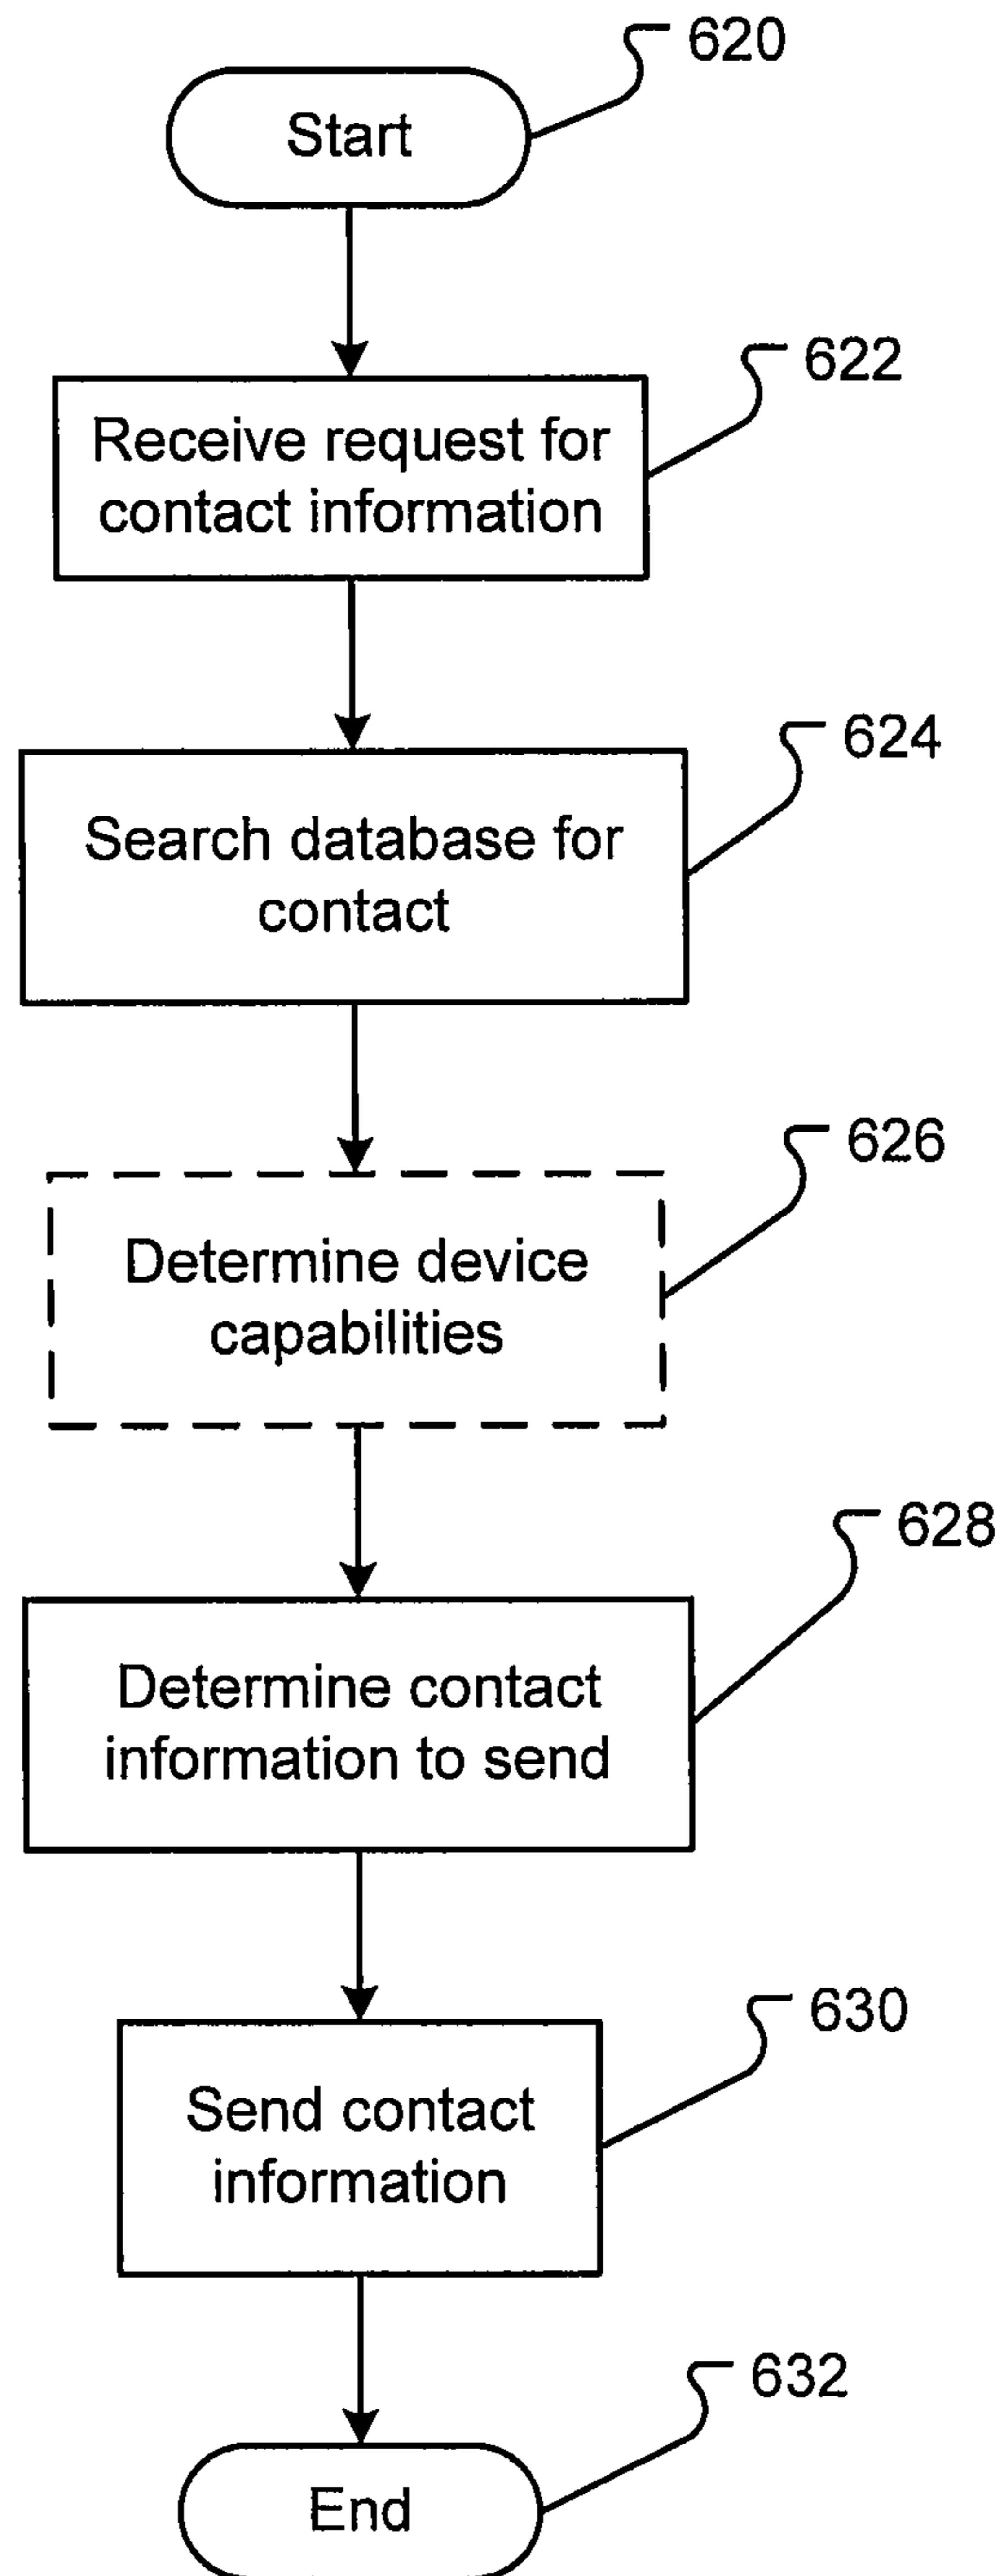 620
Start
622
Receive request for
contact information
624
Search database for
contact
626
Determine device
capabilities
628
Determine contact
information to send
630
Send contact
information
632
End